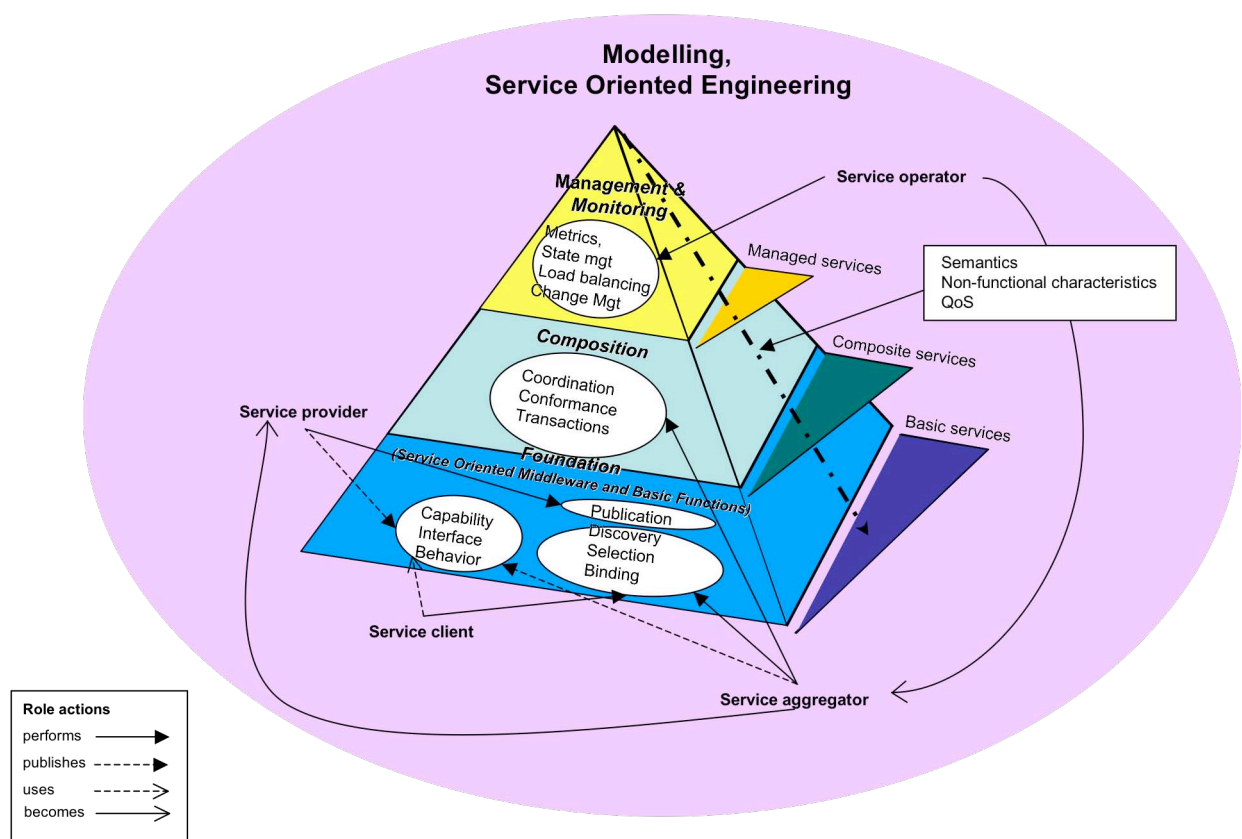 Modelling,
Service Oriented Engineering
Management &
Monitoring
Metrics,
State mgt
Load balancing
Change Mgt
Service operator
Managed services
Semantics
Non-functional characteristics
QoS
Composition
Coordination
Conformance
Transactions
Composite services
Service provider
Basic services
Foundation
(Service Oriented Middleware and Basic Functions)
Capability
Interface
Behavior
Publication
Discovery
Selection
Binding
Service client
Service aggregator
Role actions
performs
publishes
uses
becomes